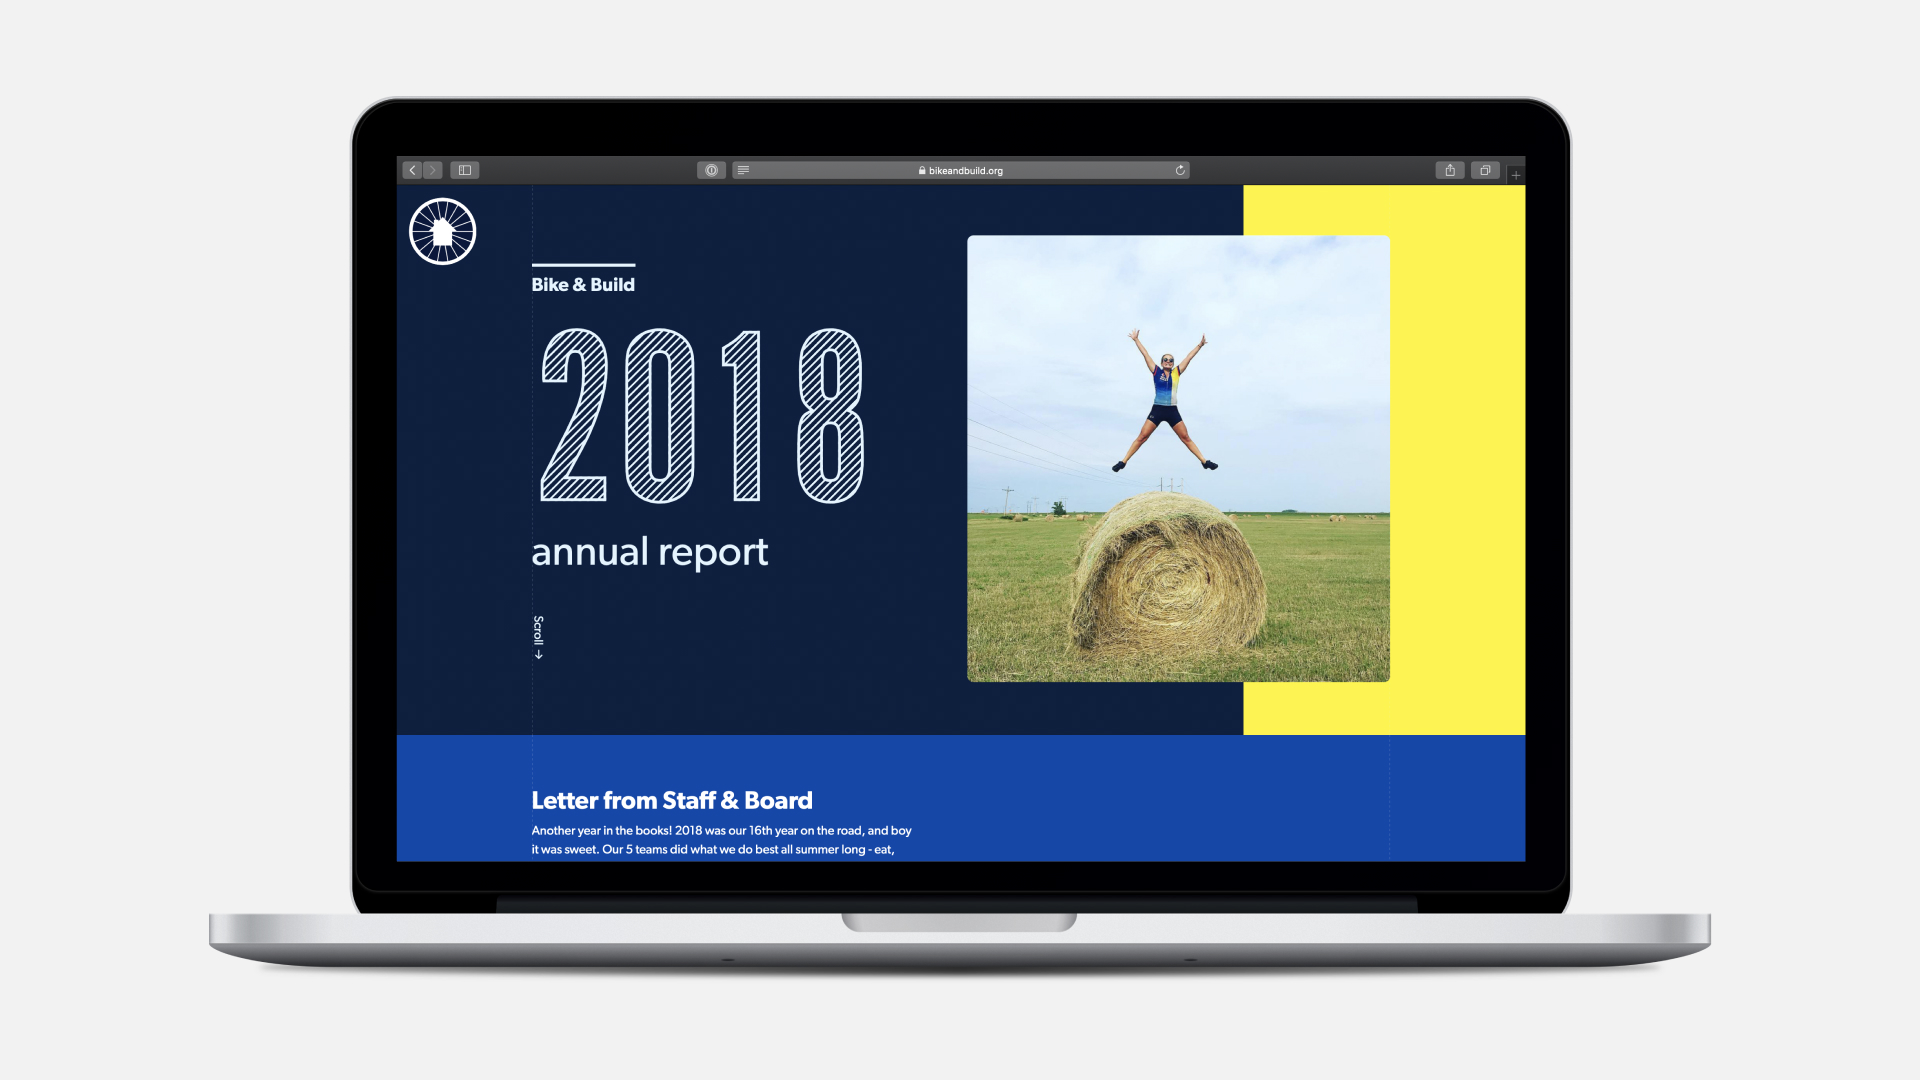 bikeandbuild.org
Bike & Build
2018
annual report
Scroll →
Letter from Staff & Board
Another year in the books! 2018 was our 16th year on the road, and boy
it was sweet. Our 5 teams did what we do best all summer long - eat,